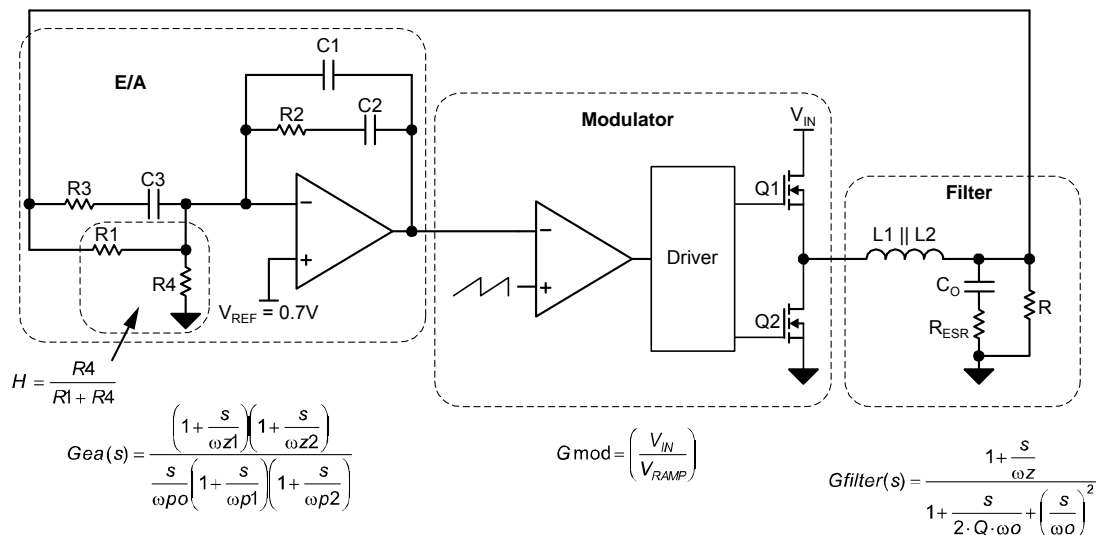 C1
E/A
C2
R2
Modulator
V_IN
Filter
R3
C3
Q1
R1
L1 || L2
Driver
C_O
R4
R
V_REF = 0.7V
Q2
R_ESR
H = R4 / (R1 + R4)
Gea(s) = (1 + s/ωz1)(1 + s/ωz2) / (s/ωpo (1 + s/ωp1)(1 + s/ωp2))
Gmod = (V_IN / V_RAMP)
Gfilter(s) = (1 + s/ωz) / (1 + s/(2·Q·ωo) + (s/ωo)^2)